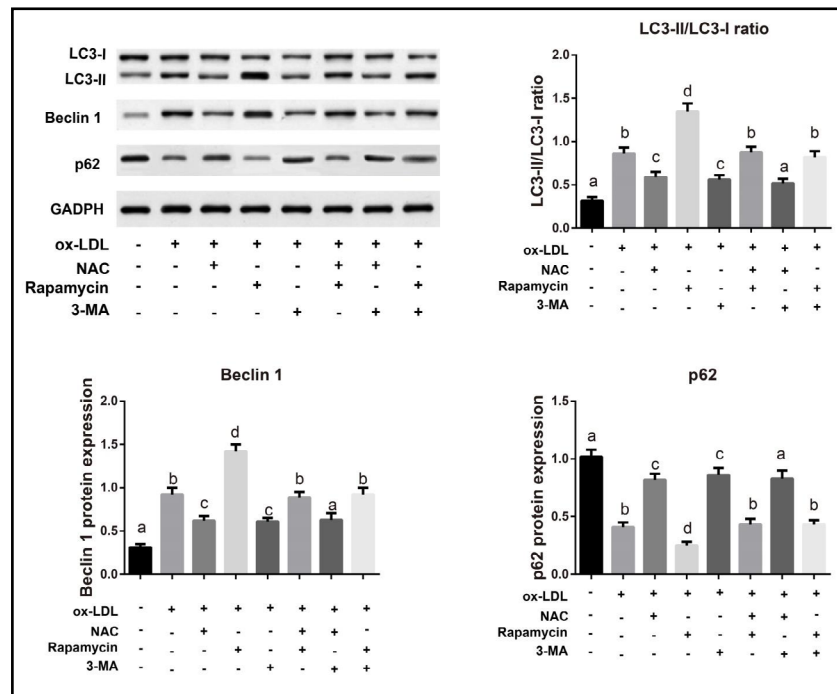 LC3-I
LC3-II
Beclin 1
p62
GADPH
ox-LDL - + + + + + + +
NAC - - + - - + + -
Rapamycin - - - + - + - +
3-MA - - - - + - + +
LC3-II/LC3-I ratio
LC3-II/LC3-I ratio
2.0
1.5
1.0
0.5
0.0
a b c d c b a b
ox-LDL - + + + + + + +
NAC - - + - - + + -
Rapamycin - - - + - + - +
3-MA - - - - + - + +
Beclin 1
Beclin 1 protein expression
2.0
1.5
1.0
0.5
0.0
a b c d c b a b
ox-LDL - + + + + + + +
NAC - - + - - + + -
Rapamycin - - - + - + - +
3-MA - - - - + - + +
p62
p62 protein expression
1.5
1.0
0.5
0.0
a b c d c b a b
ox-LDL - + + + + + + +
NAC - - + - - + + -
Rapamycin - - - + - + - +
3-MA - - - - + - + +